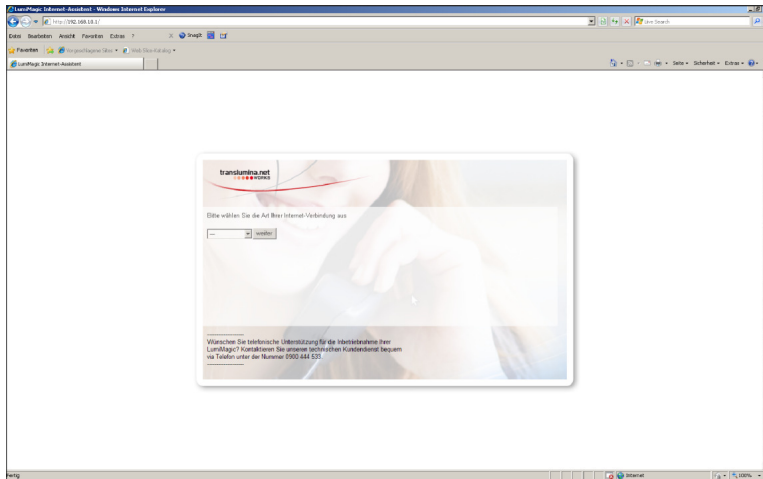 LumiMagic Internet-Assistent - Windows Internet Explorer
http://192.168.10.1/
Live Search
Datei Bearbeiten Ansicht Favoriten Extras ?
SnagIt
Favoriten
Vorgeschlagene Sites
Web Slice-Katalog
LumiMagic Internet-Assistent
Seite Sicherheit Extras
translumina.net
WORKS
Bitte wählen Sie die Art Ihrer Internet-Verbindung aus
---
weiter
--------------------
Wünschen Sie telefonische Unterstützung für die Inbetriebnahme Ihrer
LumiMagic? Kontaktieren Sie unseren technischen Kundendienst bequem
via Telefon unter der Nummer 0900 444 533.
--------------------
Fertig
Internet
100%